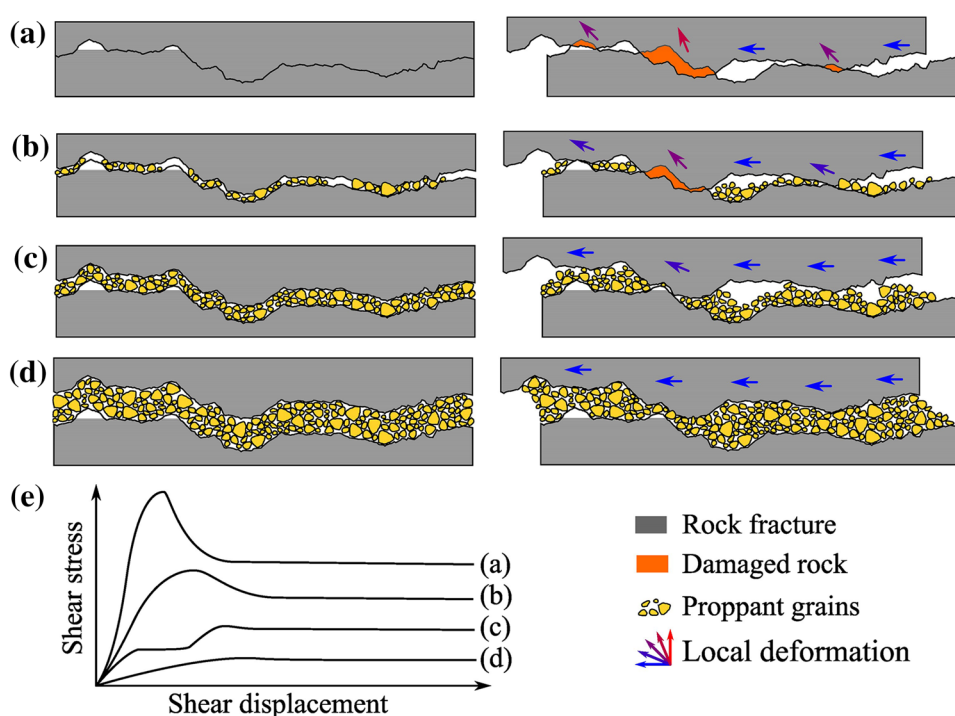 (a)
(b)
(c)
(d)
(e)
Shear stress
Shear displacement
(a)
(b)
(c)
(d)
Rock fracture
Damaged rock
Proppant grains
Local deformation